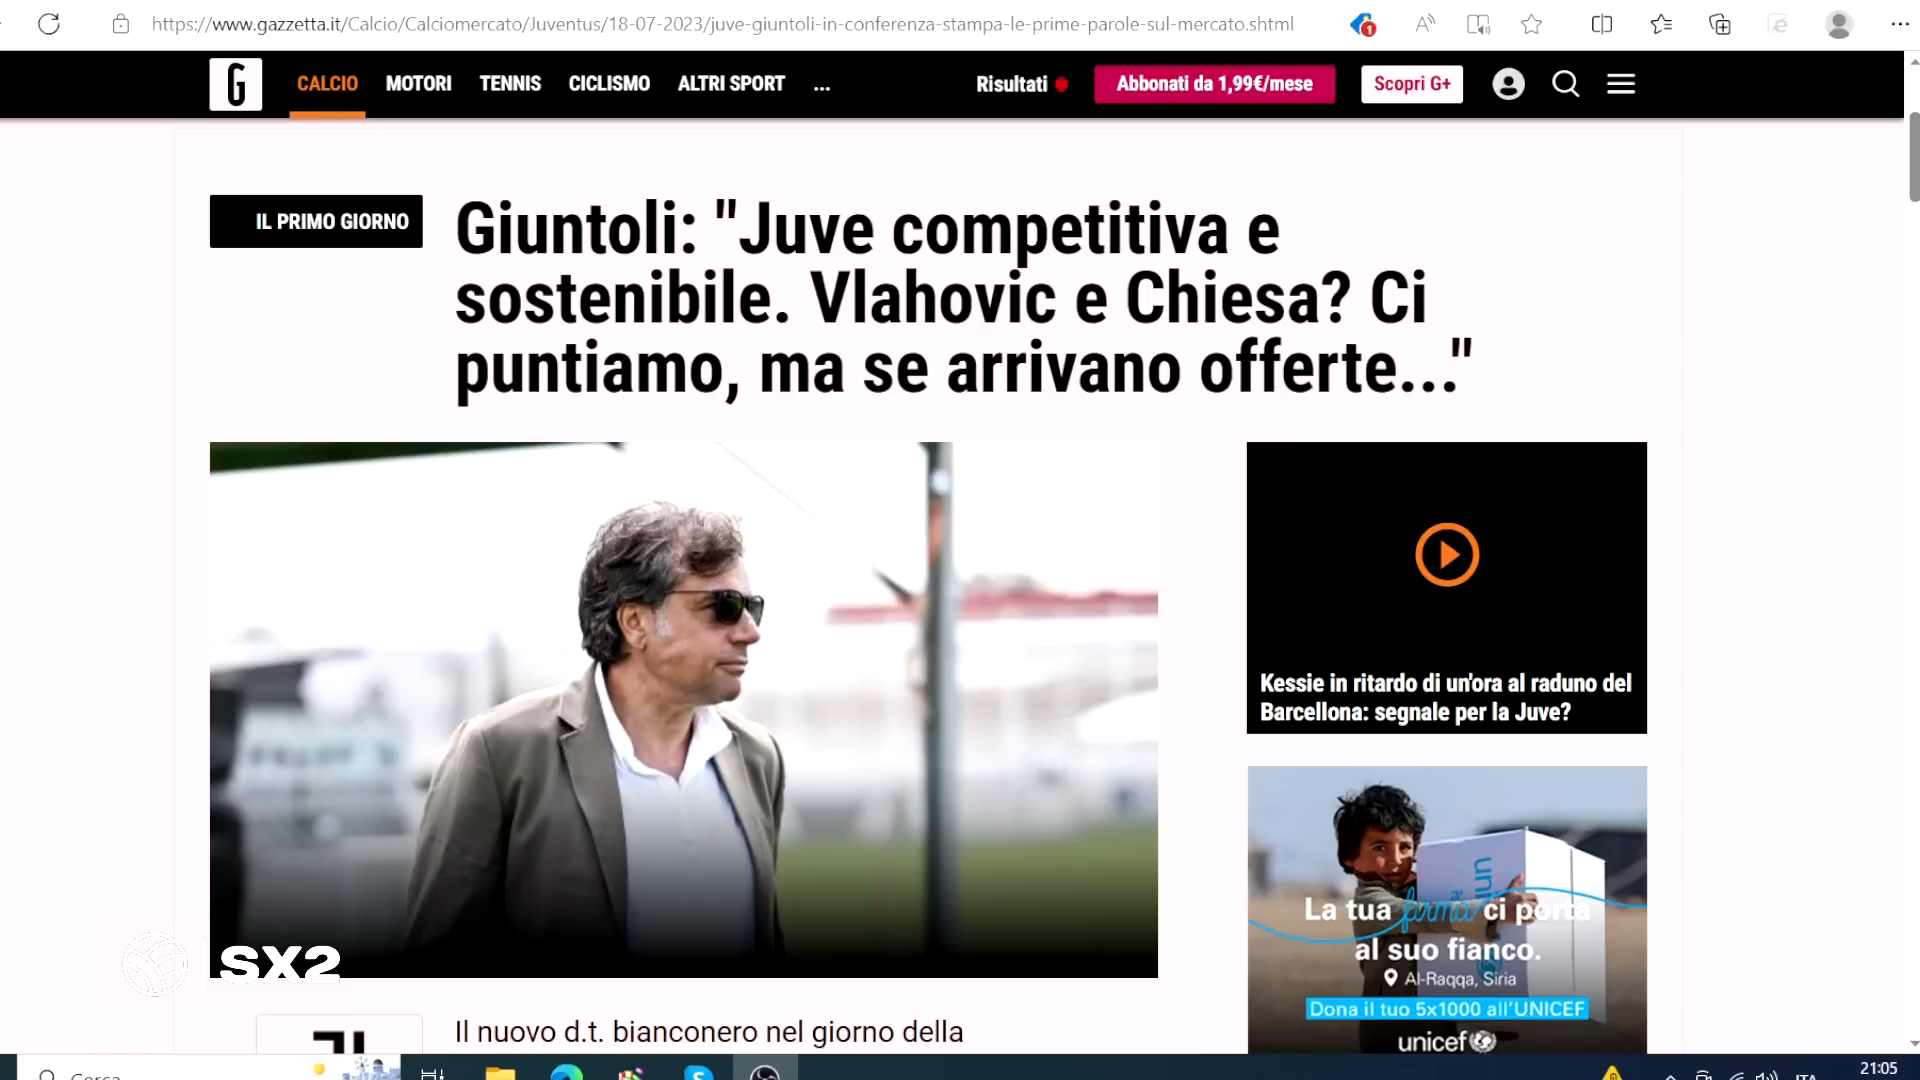 https://www.gazzetta.it/Calcio/Calciomercato/Juventus/18-07-2023/juve-giuntoli-in-conferenza-stampa-le-prime-parole-sul-mercato.shtml
1
G CALCIO MOTORI TENNIS CICLISMO ALTRI SPORT ... Risultati Abbonati da 1,99€/mese Scopri G+
IL PRIMO GIORNO
Giuntoli: "Juve competitiva e
sostenibile. Vlahovic e Chiesa? Ci
puntiamo, ma se arrivano offerte..."
Kessie in ritardo di un'ora al raduno del
Barcellona: segnale per la Juve?
La tua firma ci porta
al suo fianco.
Al-Raqqa, Siria
Dona il tuo 5x1000 all'UNICEF
unicef
SX2
Il nuovo d.t. bianconero nel giorno della
Cerca
ITA
21:05